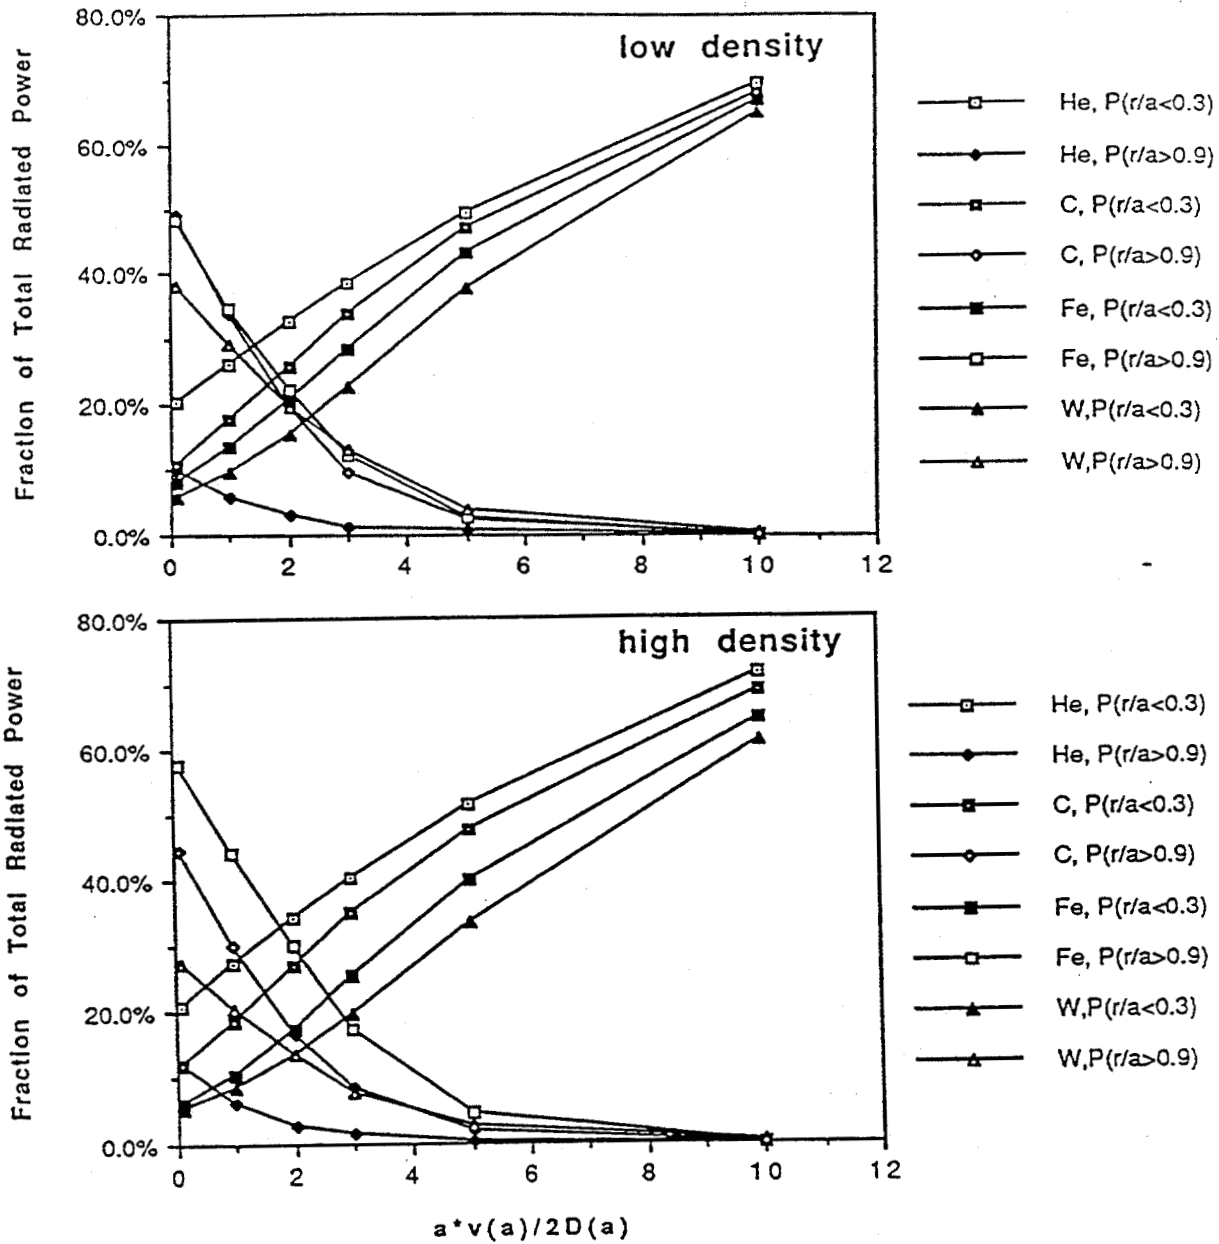 80.0%
60.0%
40.0%
20.0%
0.0%
Fraction of Total Radiated Power
low density
0 2 4 6 8 10 12
He, P(r/a<0.3)
He, P(r/a>0.9)
C, P(r/a<0.3)
C, P(r/a>0.9)
Fe, P(r/a<0.3)
Fe, P(r/a>0.9)
W,P(r/a<0.3)
W,P(r/a>0.9)
80.0%
60.0%
40.0%
20.0%
0.0%
Fraction of Total Radiated Power
high density
0 2 4 6 8 10 12
a*v(a)/2D(a)
He, P(r/a<0.3)
He, P(r/a>0.9)
C, P(r/a<0.3)
C, P(r/a>0.9)
Fe, P(r/a<0.3)
Fe, P(r/a>0.9)
W,P(r/a<0.3)
W,P(r/a>0.9)